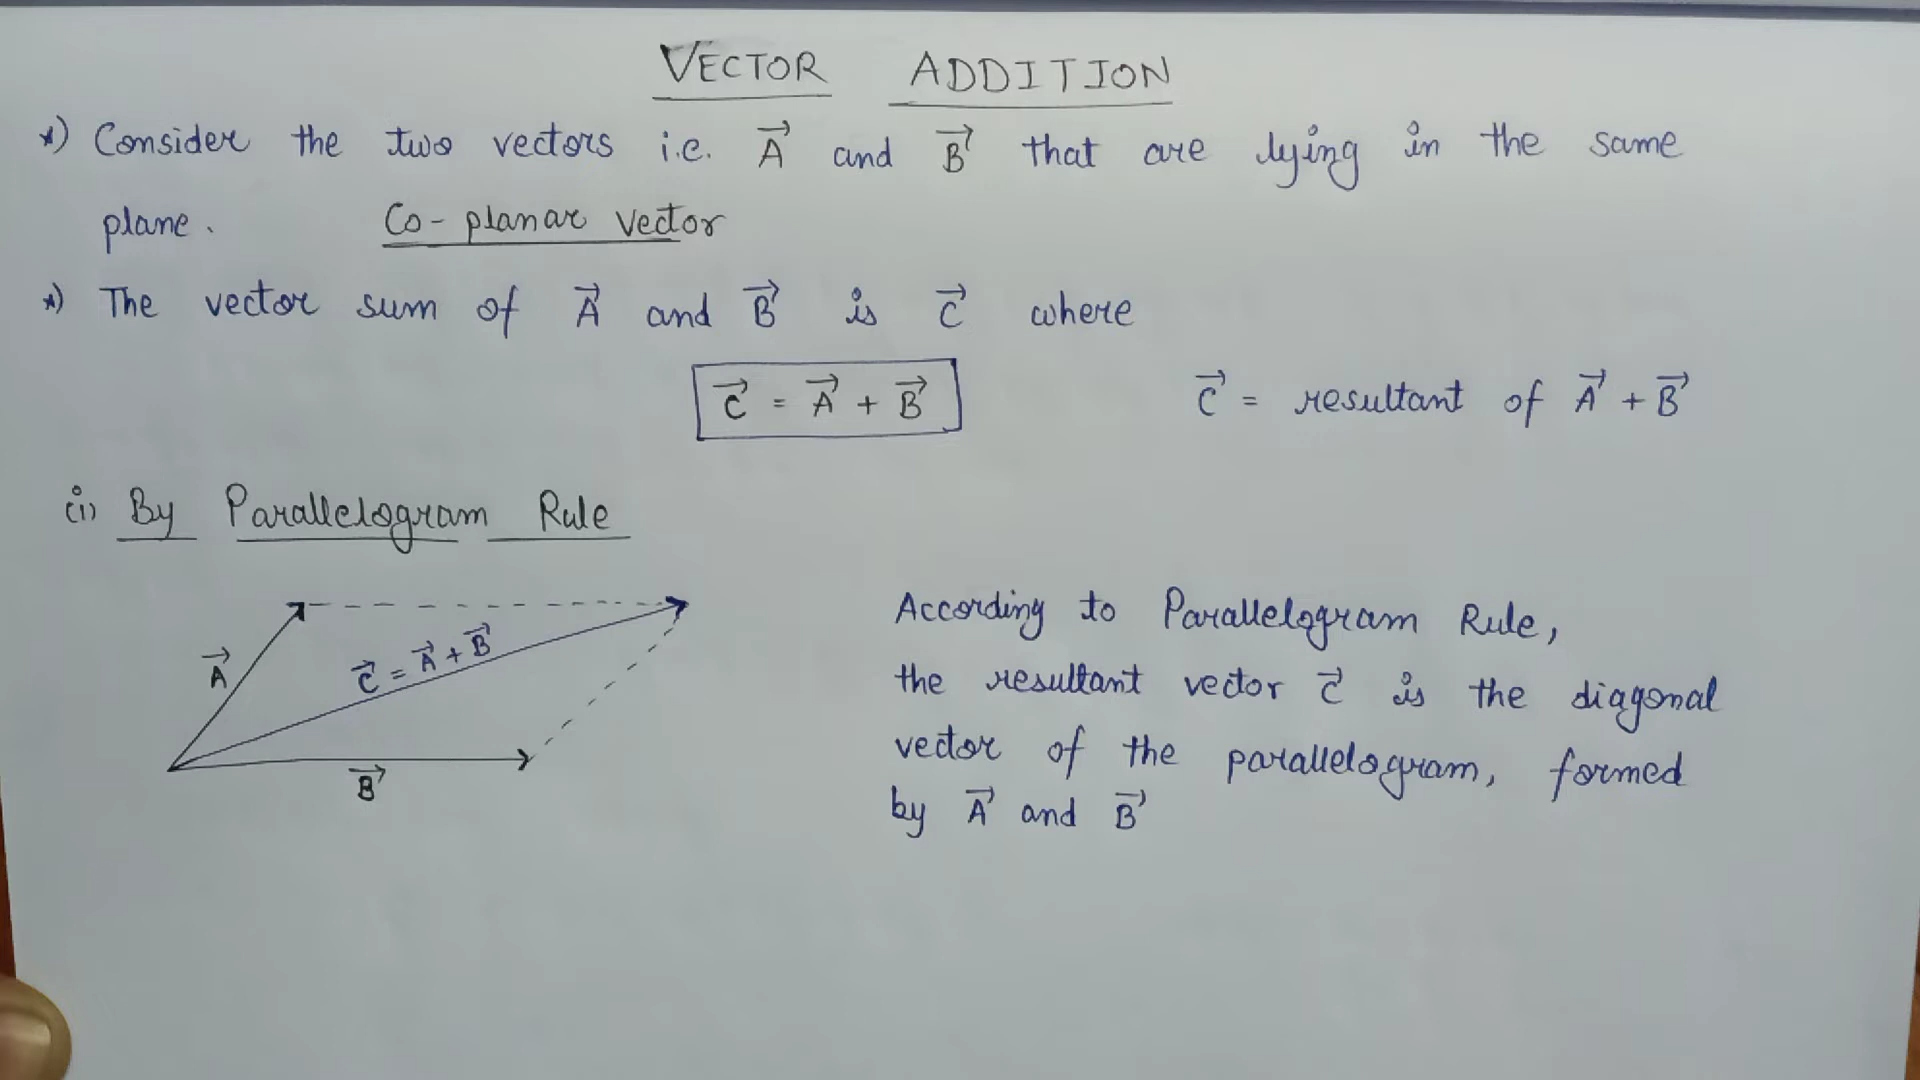 VECTOR ADDITION
*) Consider the two vectors i.e. A⃗ and B⃗ that are lying in the same
plane. Co-planar vector
*) The vector sum of A⃗ and B⃗ is C⃗ where
C⃗ = A⃗ + B⃗ C⃗ = resultant of A⃗ + B⃗
(i) By Parallelogram Rule
A⃗
C⃗ = A⃗ + B⃗
B⃗
According to Parallelogram Rule,
the resultant vector C⃗ is the diagonal
vector of the parallelogram, formed
by A⃗ and B⃗